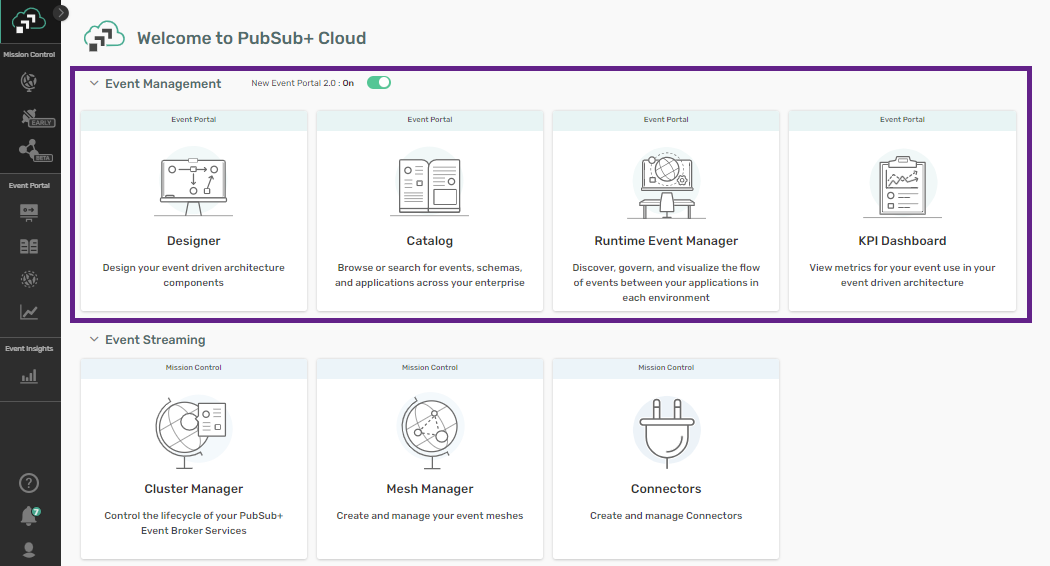 Welcome to PubSub+ Cloud
Mission Control
EARLY
BETA
Event Portal
Event Insights
?
7
Event Management
New Event Portal 2.0 : On
Event Portal
Designer
Design your event driven architecture
components
Event Portal
Catalog
Browse or search for events, schemas,
and applications across your enterprise
Event Portal
Runtime Event Manager
Discover, govern, and visualize the flow
of events between your applications in
each environment
Event Portal
KPI Dashboard
View metrics for your event use in your
event driven architecture
Event Streaming
Mission Control
Cluster Manager
Control the lifecycle of your PubSub+
Event Broker Services
Mission Control
Mesh Manager
Create and manage your event meshes
Mission Control
Connectors
Create and manage Connectors